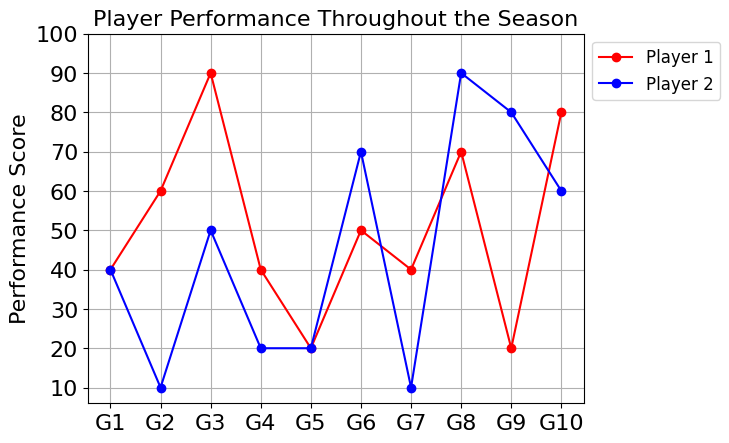 Player Performance Throughout the Season
Performance Score
100
90
80
70
60
50
40
30
20
10
G1 G2 G3 G4 G5 G6 G7 G8 G9 G10
Player 1
Player 2